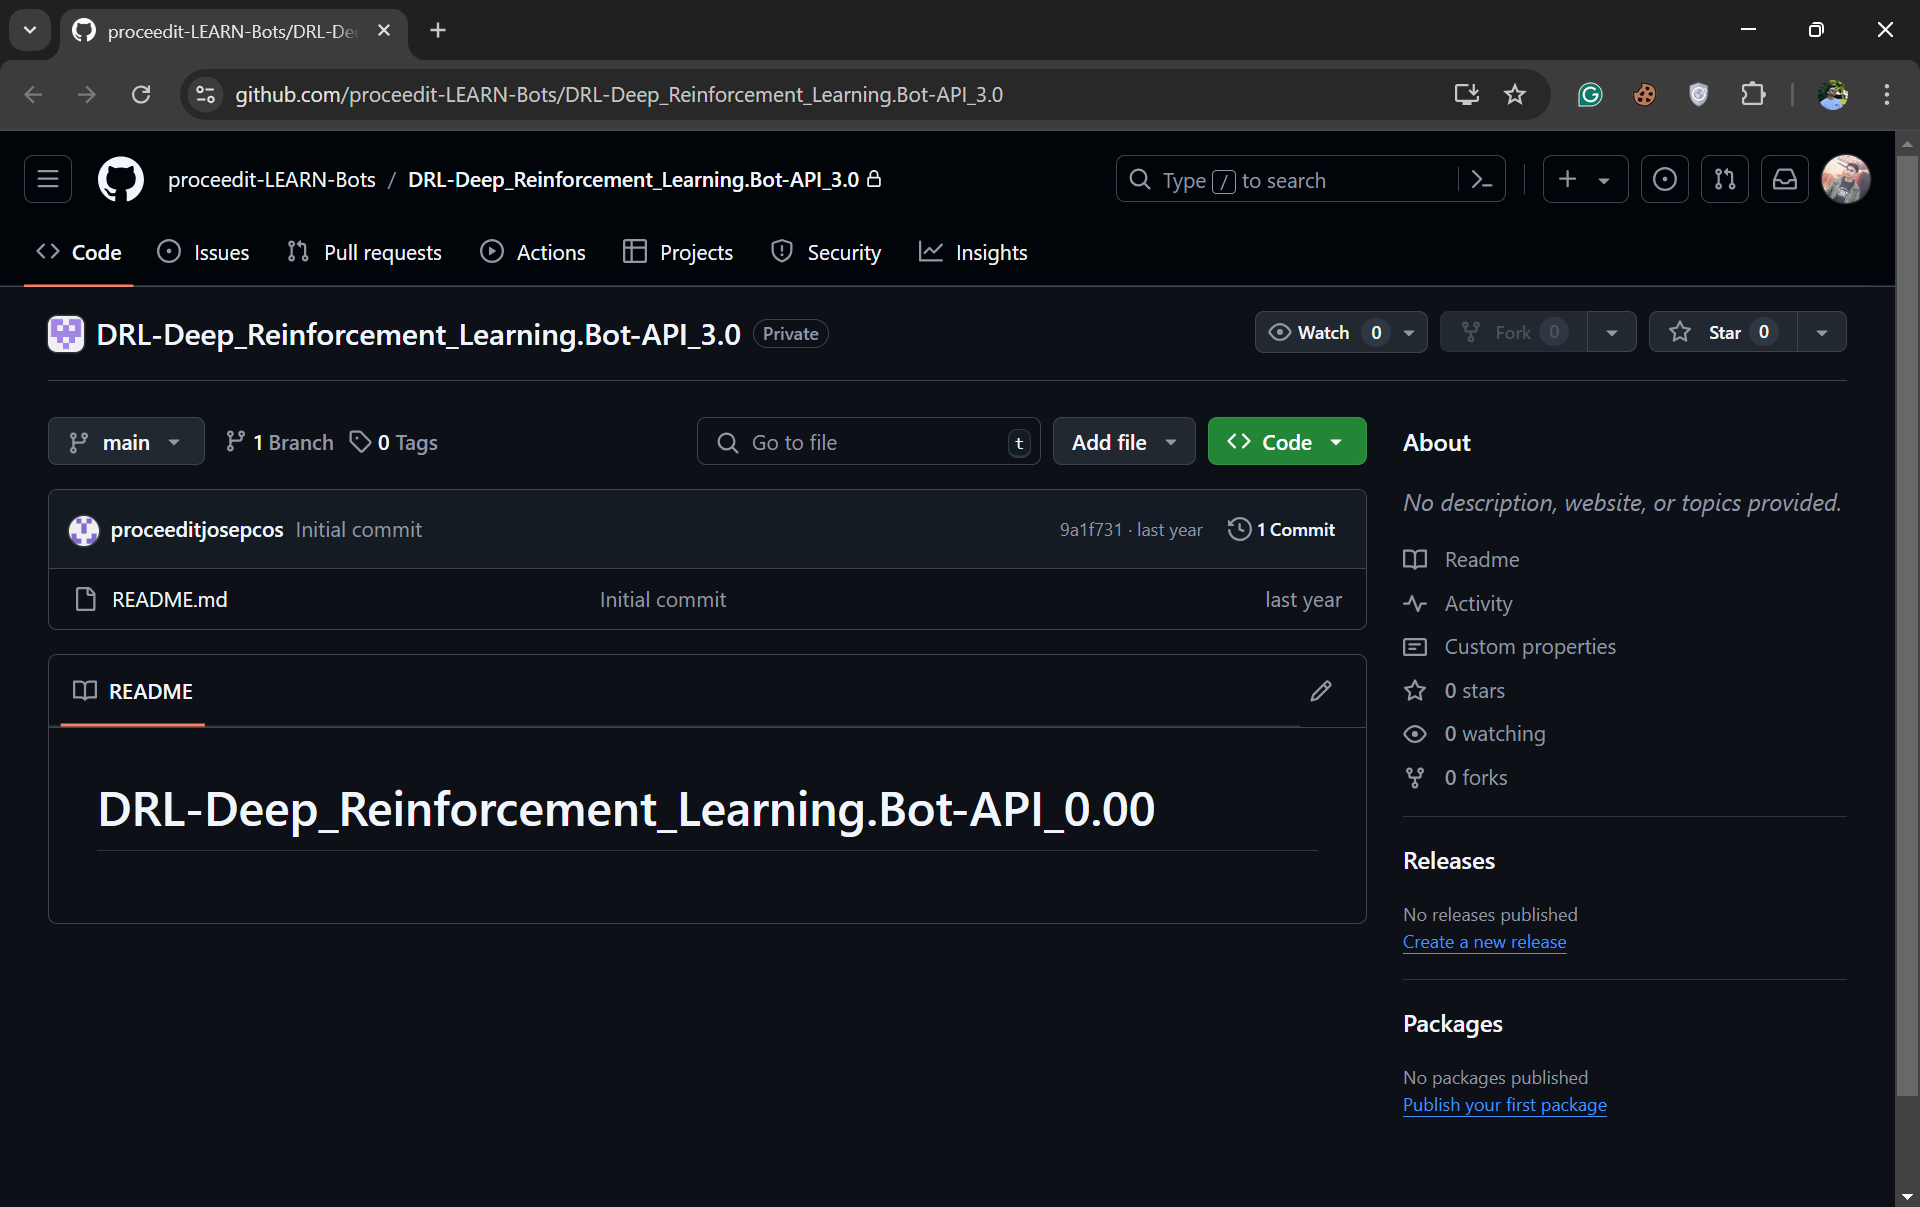 proceedit-LEARN-Bots/DRL-De
github.com/proceedit-LEARN-Bots/DRL-Deep_Reinforcement_Learning.Bot-API_3.0
proceedit-LEARN-Bots / DRL-Deep_Reinforcement_Learning.Bot-API_3.0
Type / to search
Code Issues Pull requests Actions Projects Security Insights
DRL-Deep_Reinforcement_Learning.Bot-API_3.0 Private
Watch 0 Fork 0 Star 0
main 1 Branch 0 Tags
Go to file t Add file Code
proceeditjosepcos Initial commit 9a1f731 · last year 1 Commit
README.md Initial commit last year
README
DRL-Deep_Reinforcement_Learning.Bot-API_0.00
About
No description, website, or topics provided.
Readme
Activity
Custom properties
0 stars
0 watching
0 forks
Releases
No releases published
Create a new release
Packages
No packages published
Publish your first package